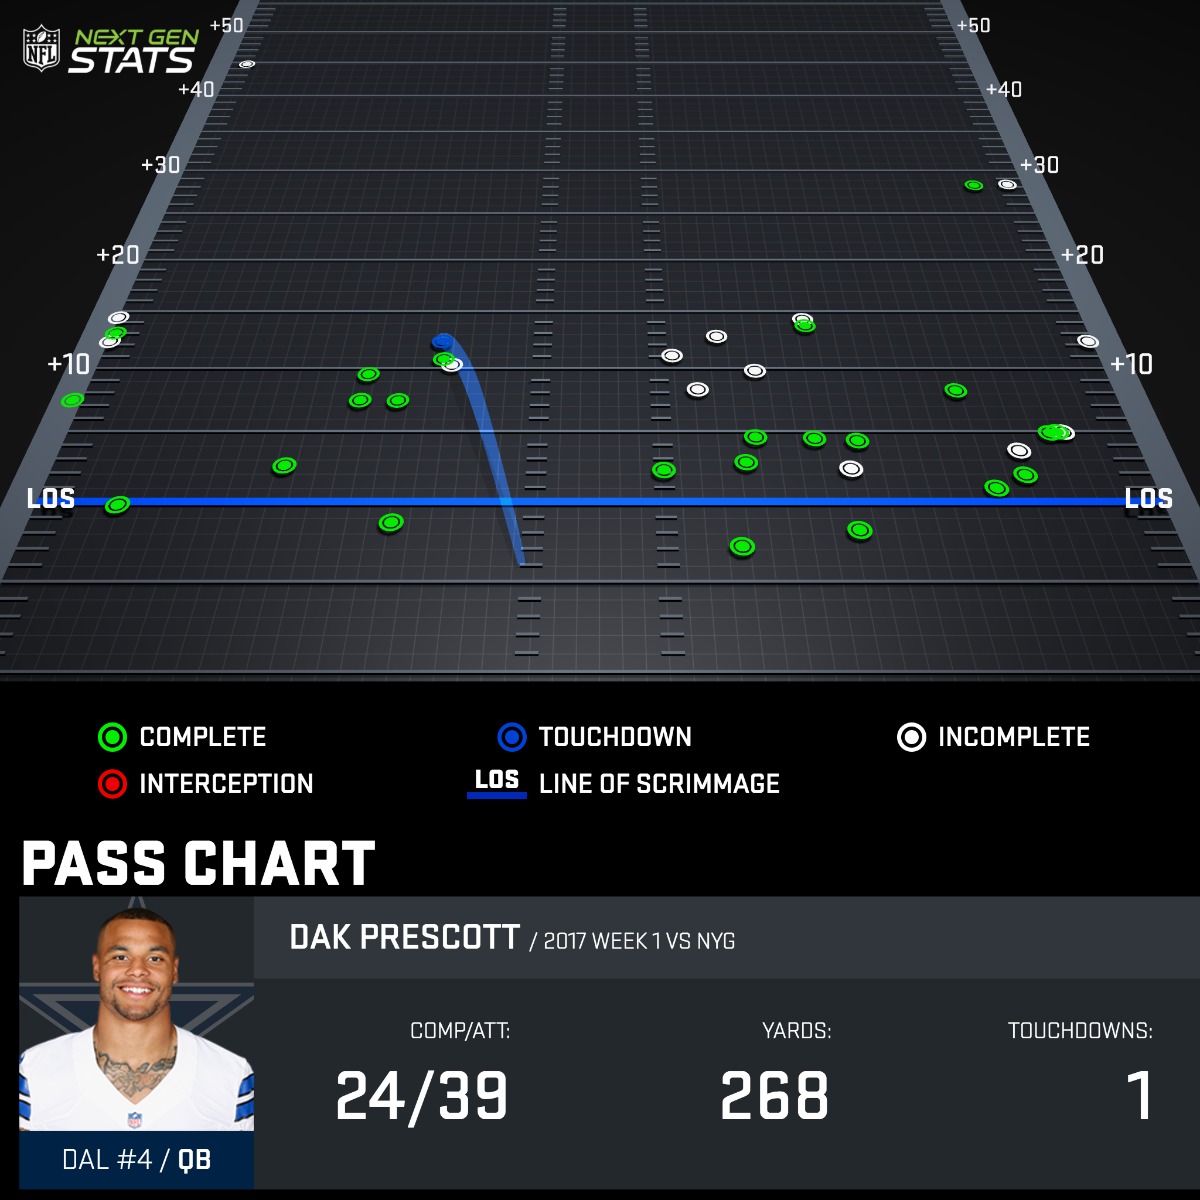 NFL NEXT GEN
STATS
+50 +50
+40 +40
+30 +30
+20 +20
+10 +10
LOS LOS
COMPLETE TOUCHDOWN INCOMPLETE
INTERCEPTION LOS LINE OF SCRIMMAGE
PASS CHART
DAK PRESCOTT / 2017 WEEK 1 VS NYG
COMP/ATT: YARDS: TOUCHDOWNS:
24/39 268 1
DAL #4 / QB